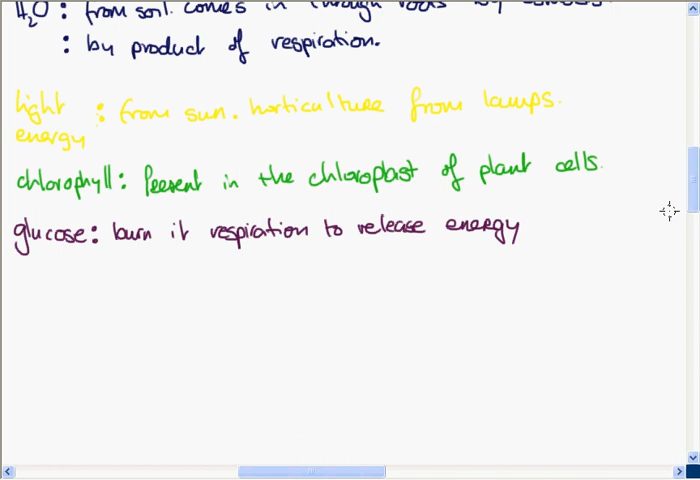 H₂O : from soil. comes in through roots by
: by product of respiration.
light : from sun. horticulture from lamps.
energy
chlorophyll: Present in the chloroplast of plant cells.
glucose: burn it respiration to release energy